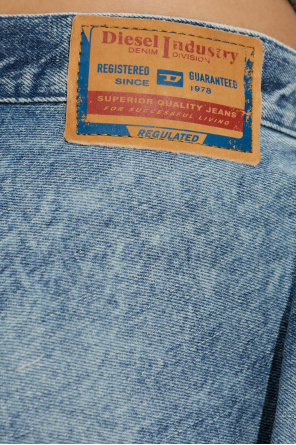 Diesel Industry
DENIM DIVISION
REGISTERED D GUARANTEED
SINCE 1978
SUPERIOR QUALITY JEANS
FOR SUCCESSFUL LIVING
REGULATED